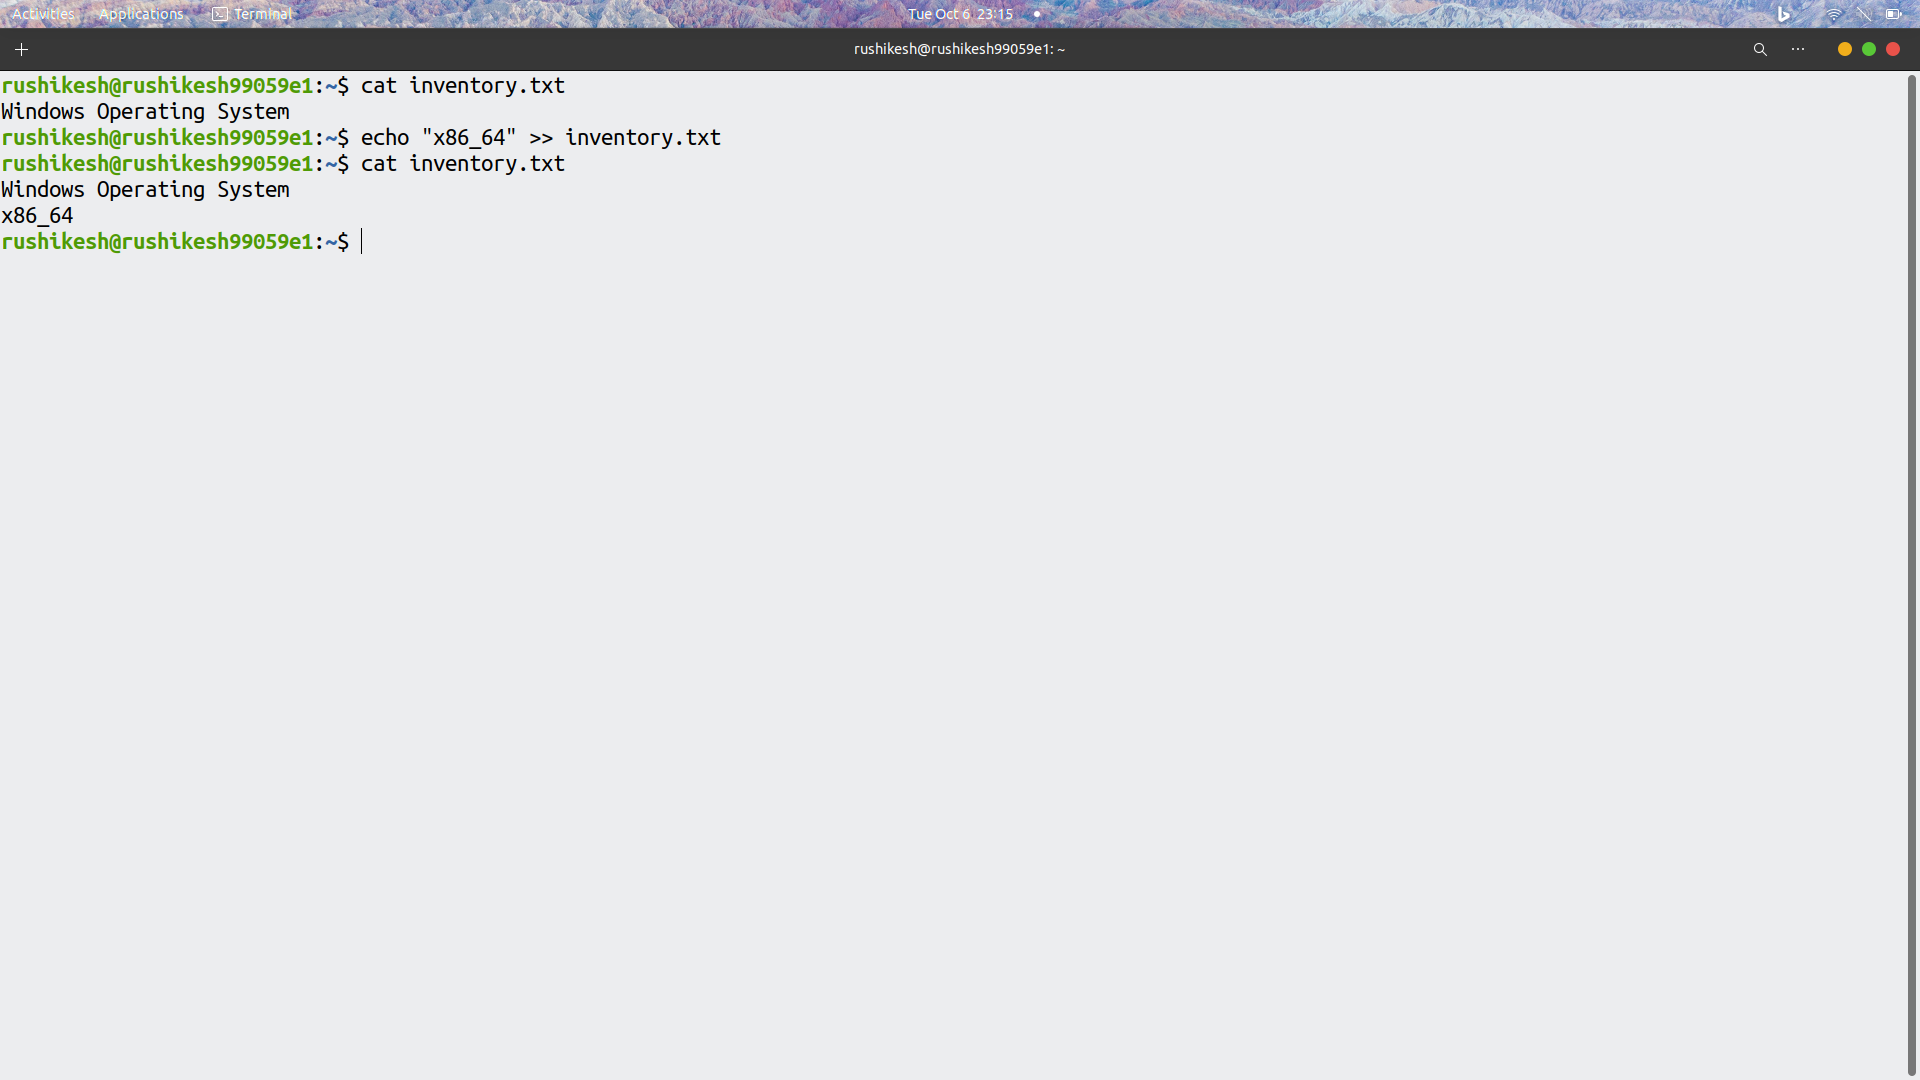 Activities Applications Terminal Tue Oct 6 23:15
rushikesh@rushikesh99059e1: ~
rushikesh@rushikesh99059e1:~$ cat inventory.txt
Windows Operating System
rushikesh@rushikesh99059e1:~$ echo "x86_64" >> inventory.txt
rushikesh@rushikesh99059e1:~$ cat inventory.txt
Windows Operating System
x86_64
rushikesh@rushikesh99059e1:~$